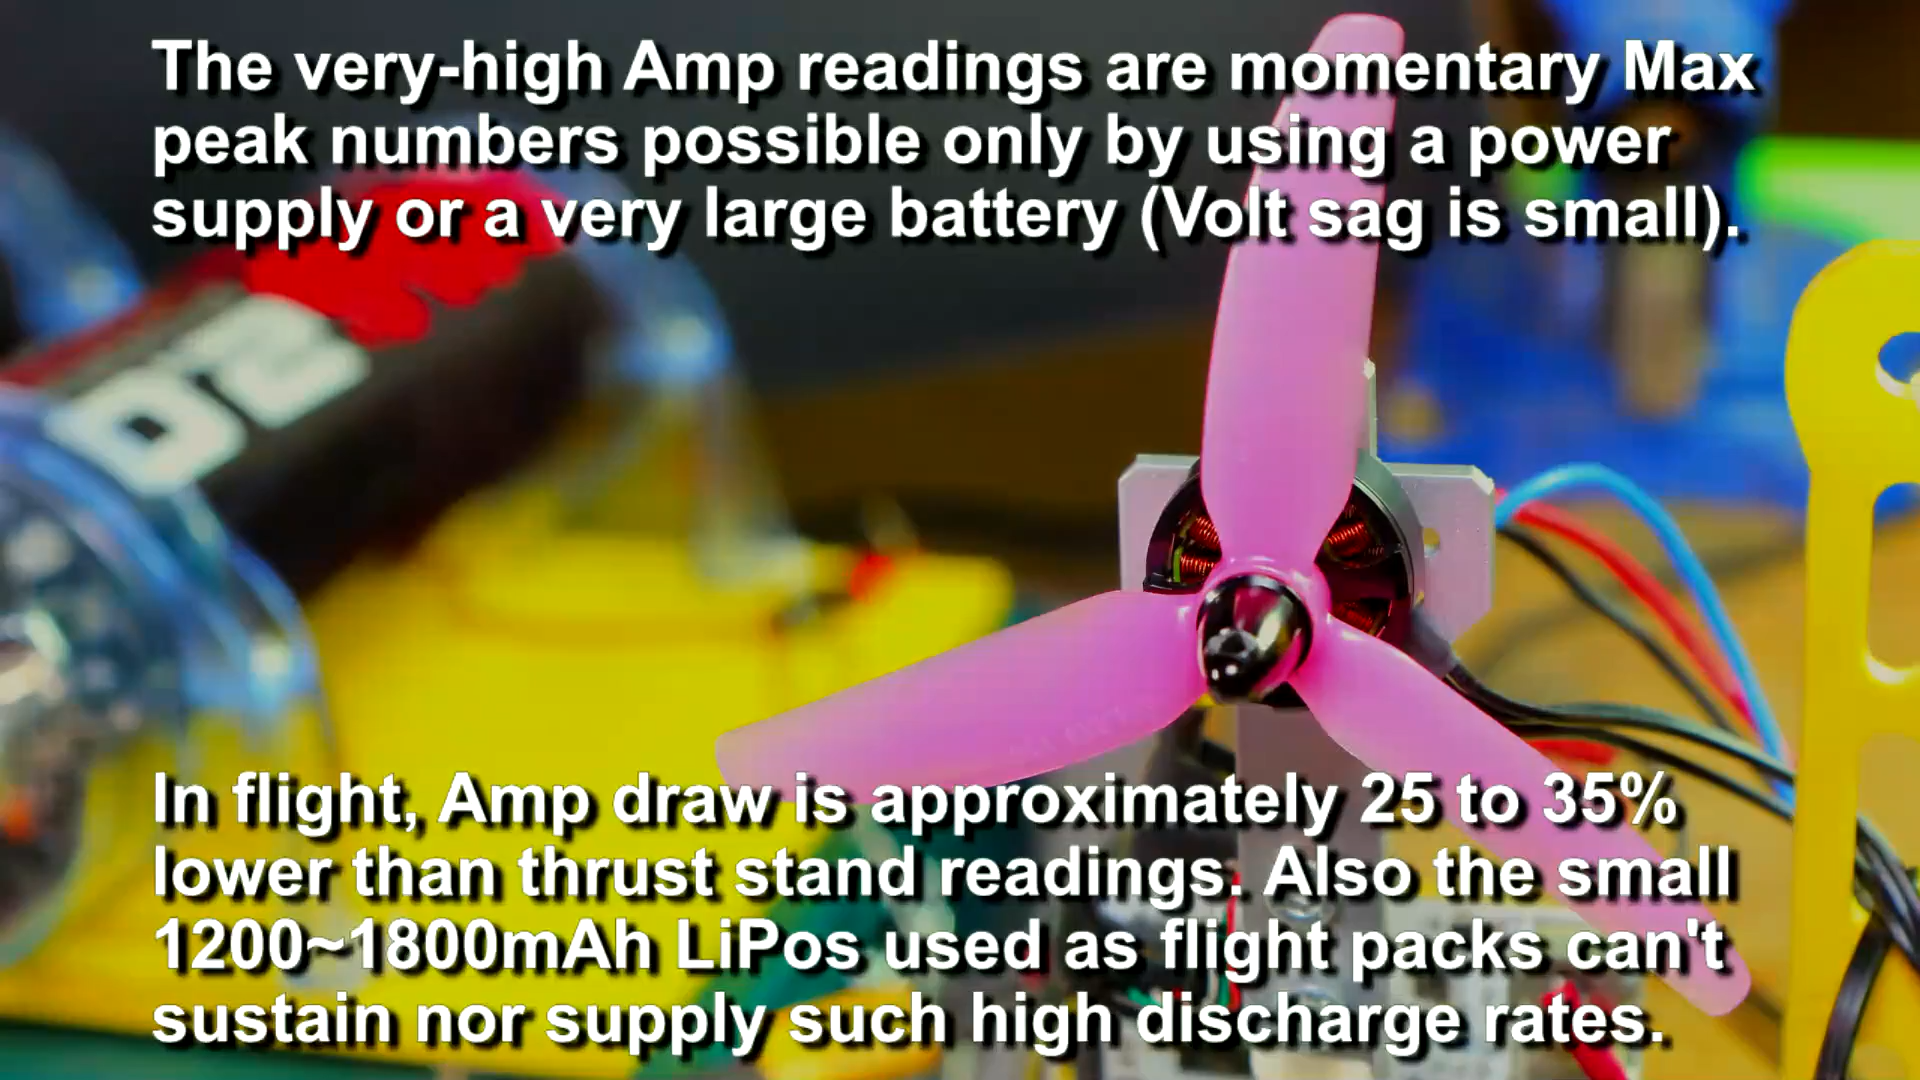 The very-high Amp readings are momentary Max
peak numbers possible only by using a power
supply or a very large battery (Volt sag is small).
In flight, Amp draw is approximately 25 to 35%
lower than thrust stand readings. Also the small
1200~1800mAh LiPos used as flight packs can't
sustain nor supply such high discharge rates.